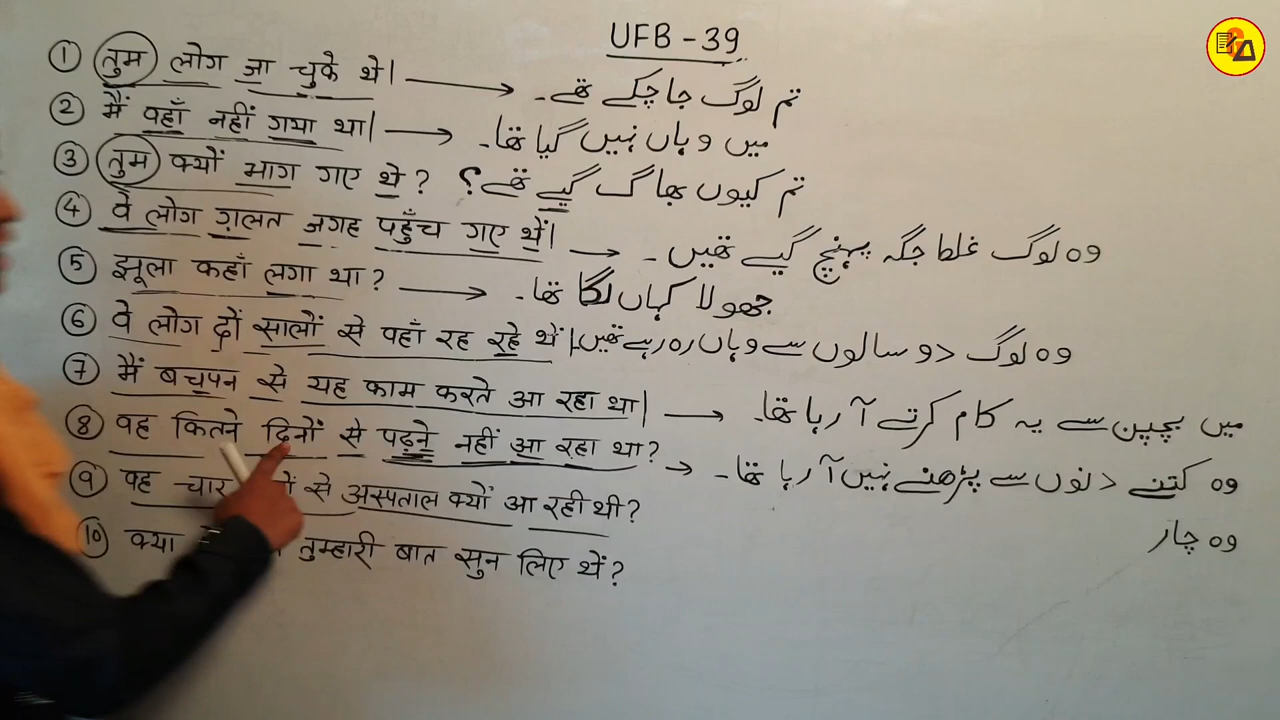 UFB - 39
① तुम लोग जा चुके थे। → تم لوگ جا چکے تھے۔
② मैं वहाँ नहीं गया था। → میں وہاں نہیں گیا تھا۔
③ तुम क्यों भाग गए थे? تم کیوں بھاگ گیے تھے؟
④ वे लोग ग़लत जगह पहुँच गए थें। → وہ لوگ غلط جگہ پہنچ گیے تھیں۔
⑤ झूला कहाँ लगा था? → جھولا کہاں لگا تھا۔
⑥ वे लोग दो सालों से वहाँ रह रहे थें। وہ لوگ دو سالوں سے وہاں رہ رہے تھیں
⑦ मैं बचपन से यह काम करते आ रहा था। → میں بچپن سے یہ کام کرتے آ رہا تھا۔
⑧ वह कितने दिनों से पढ़ने नहीं आ रहा था? → وہ کتنے دنوں سے پڑھنے نہیں آ رہا تھا۔
⑨ वह चार से अस्पताल क्यों आ रही थी? وہ چار
⑩ क्या तुम्हारी बात सुन लिए थें?